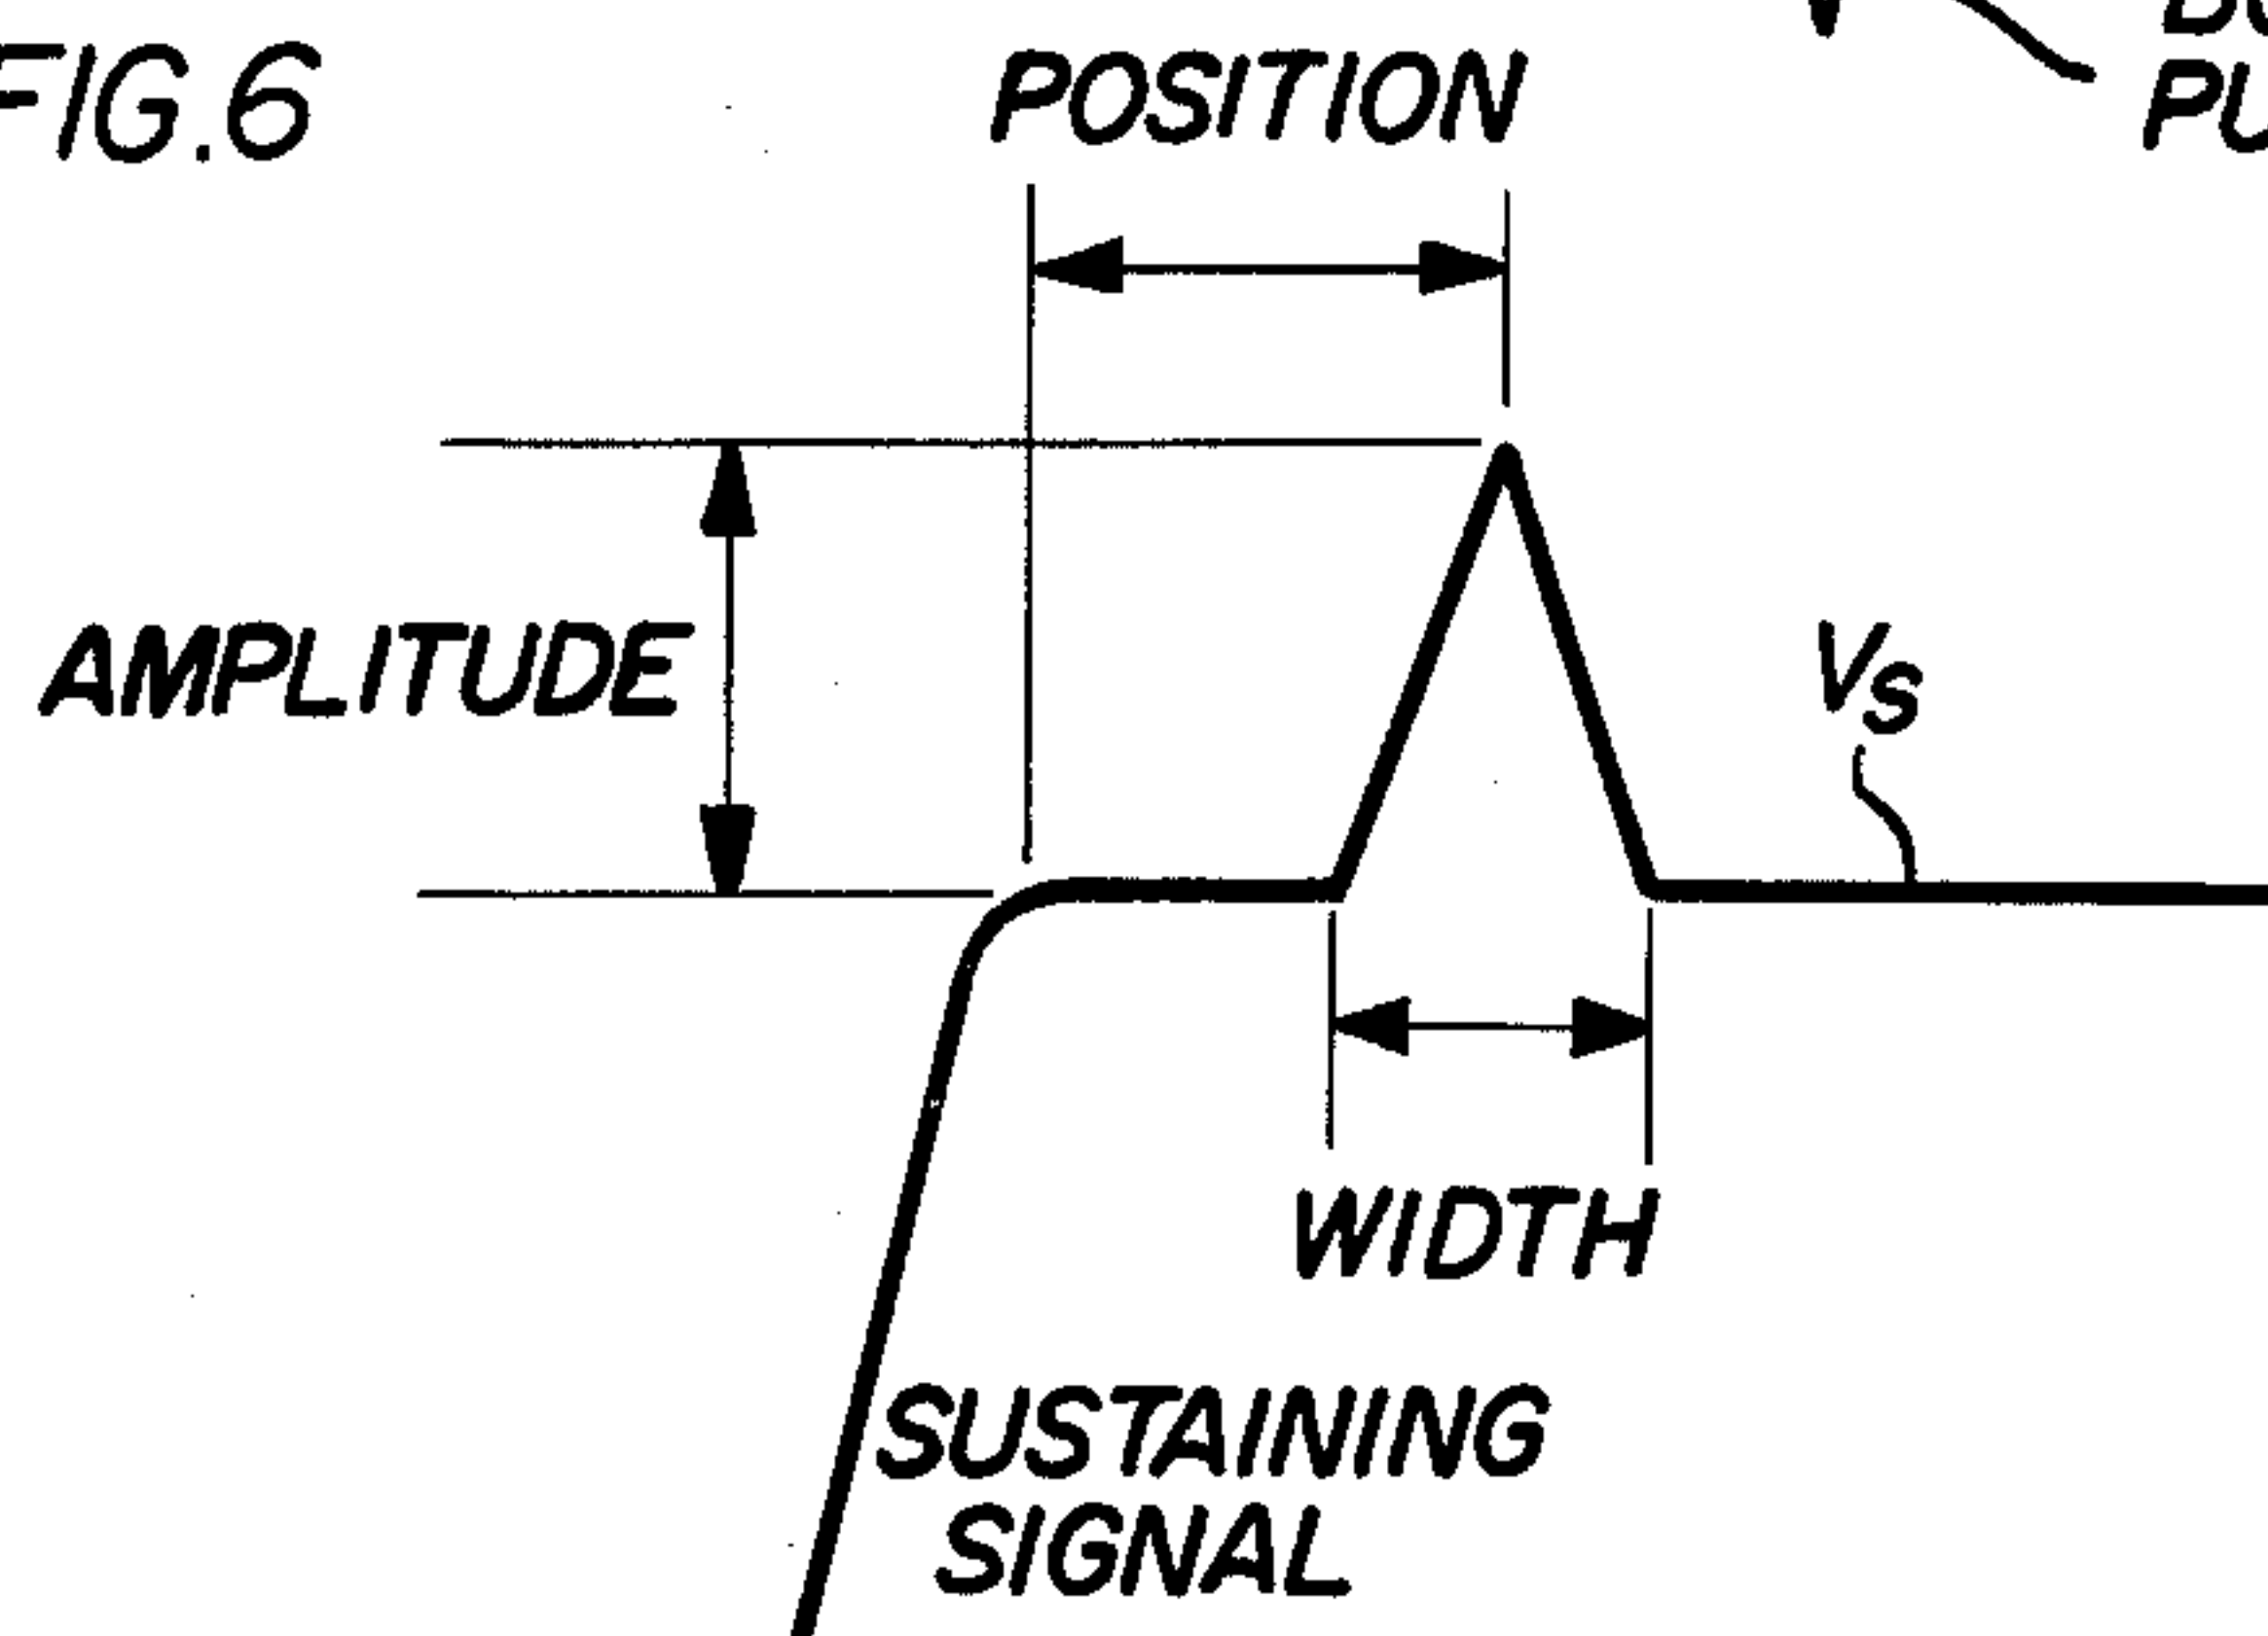 FIG.6
POSITION
AMPLITUDE
VS
WIDTH
SUSTAINING
SIGNAL